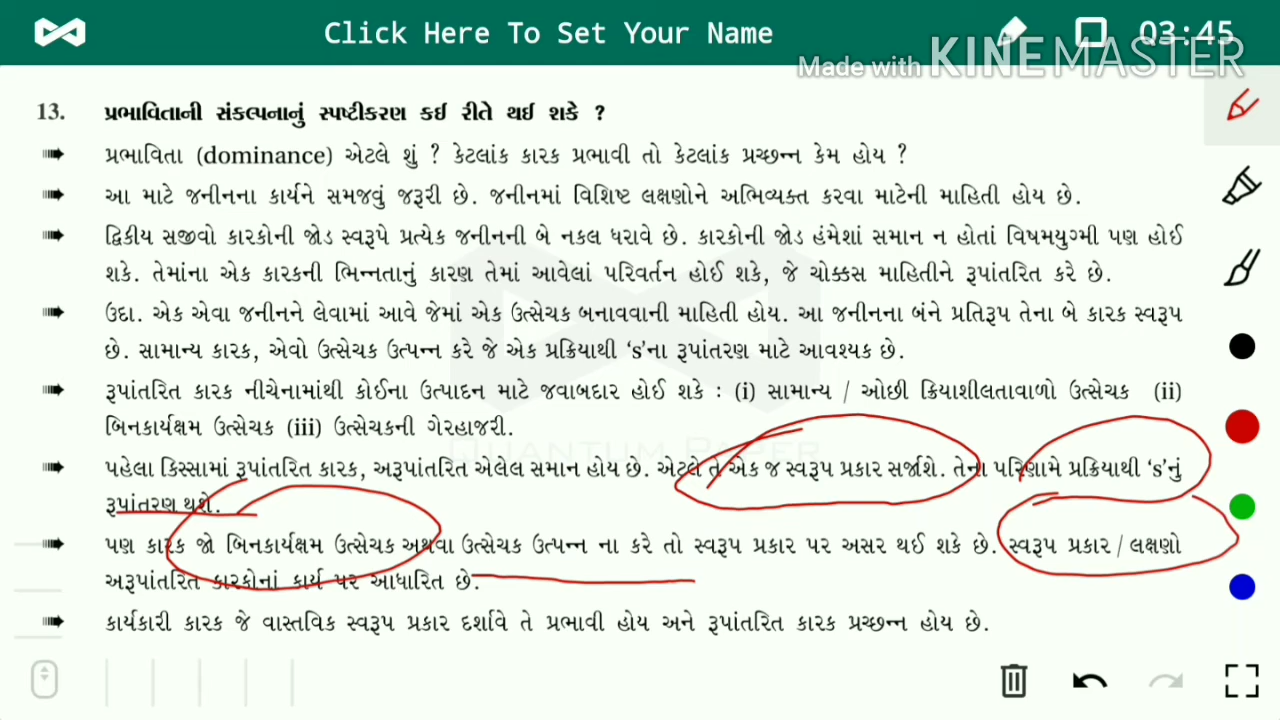 Click Here To Set Your Name
03:45
Made with KINEMASTER
13. પ્રભાવિતાની સંકલ્પનાનું સ્પષ્ટીકરણ કઈ રીતે થઈ શકે ?
પ્રભાવિતા (dominance) એટલે શું ? કેટલાંક કારક પ્રભાવી તો કેટલાંક પ્રચ્છન્ન કેમ હોય ?
આ માટે જનીનના કાર્યને સમજવું જરૂરી છે. જનીનમાં વિશિષ્ટ લક્ષણોને અભિવ્યક્ત કરવા માટેની માહિતી હોય છે.
દ્વિકીય સજીવો કારકોની જોડ સ્વરૂપે પ્રત્યેક જનીનની બે નકલ ધરાવે છે. કારકોની જોડ હંમેશાં સમાન ન હોતાં વિષમયુગ્મી પણ હોઈ
શકે. તેમાંના એક કારકની ભિન્નતાનું કારણ તેમાં આવેલાં પરિવર્તન હોઈ શકે, જે ચોક્કસ માહિતીને રૂપાંતરિત કરે છે.
ઉદા. એક એવા જનીનને લેવામાં આવે જેમાં એક ઉત્સેચક બનાવવાની માહિતી હોય. આ જનીનના બંને પ્રતિરૂપ તેના બે કારક સ્વરૂપ
છે. સામાન્ય કારક, એવો ઉત્સેચક ઉત્પન્ન કરે જે એક પ્રક્રિયાથી ‘s’ના રૂપાંતરણ માટે આવશ્યક છે.
રૂપાંતરિત કારક નીચેનામાંથી કોઈના ઉત્પાદન માટે જવાબદાર હોઈ શકે : (i) સામાન્ય / ઓછી ક્રિયાશીલતાવાળો ઉત્સેચક (ii)
બિનકાર્યક્ષમ ઉત્સેચક (iii) ઉત્સેચકની ગેરહાજરી.
QUANTUM PAPER
પહેલા કિસ્સામાં રૂપાંતરિત કારક, અરૂપાંતરિત એલેલ સમાન હોય છે. એટલે તે એક જ સ્વરૂપ પ્રકાર સર્જાશે. તેના પરિણામે પ્રક્રિયાથી ‘s’નું
રૂપાંતરણ થશે.
પણ કારક જો બિનકાર્યક્ષમ ઉત્સેચક અથવા ઉત્સેચક ઉત્પન્ન ના કરે તો સ્વરૂપ પ્રકાર પર અસર થઈ શકે છે. સ્વરૂપ પ્રકાર / લક્ષણો
અરૂપાંતરિત કારકોનાં કાર્ય પર આધારિત છે.
કાર્યકારી કારક જે વાસ્તવિક સ્વરૂપ પ્રકાર દર્શાવે તે પ્રભાવી હોય અને રૂપાંતરિત કારક પ્રચ્છન્ન હોય છે.